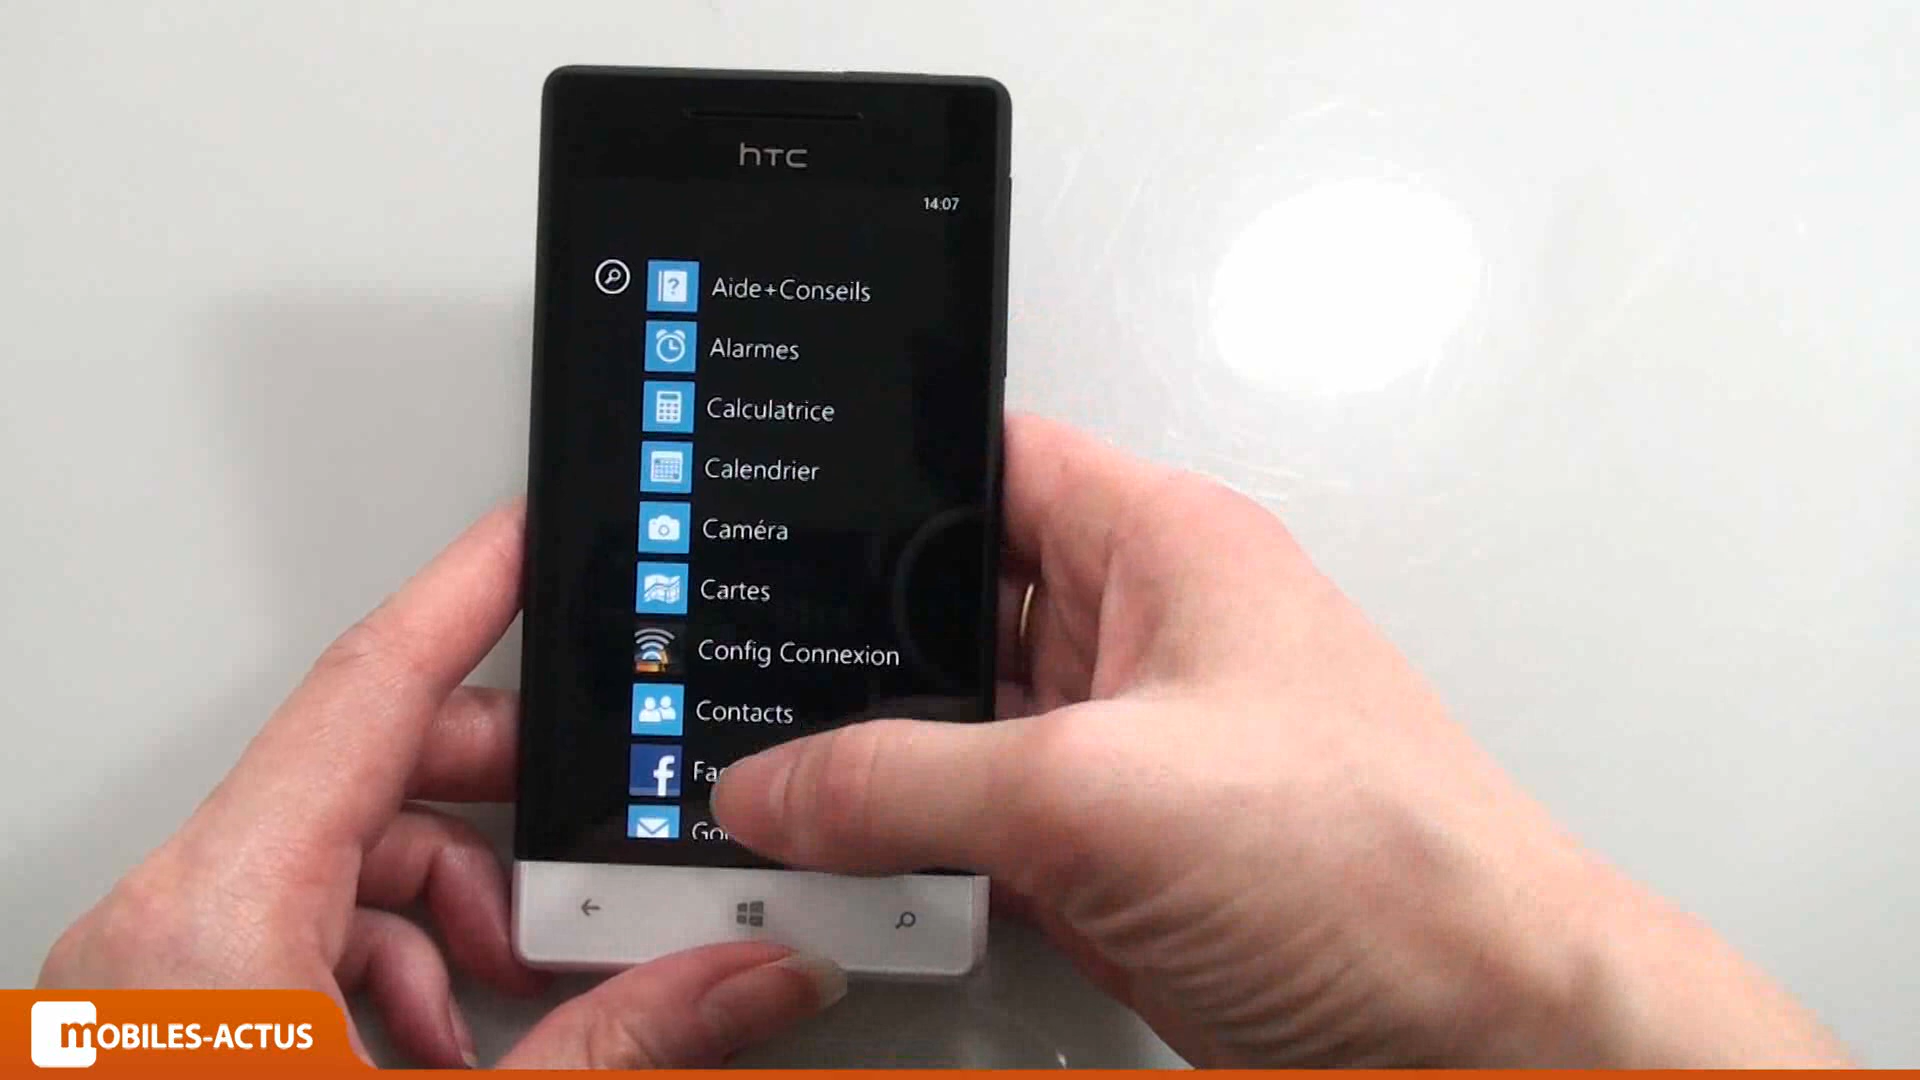 hTC
14:07
Aide+Conseils
Alarmes
Calculatrice
Calendrier
Caméra
Cartes
Config Connexion
Contacts
mOBILES-ACTUS